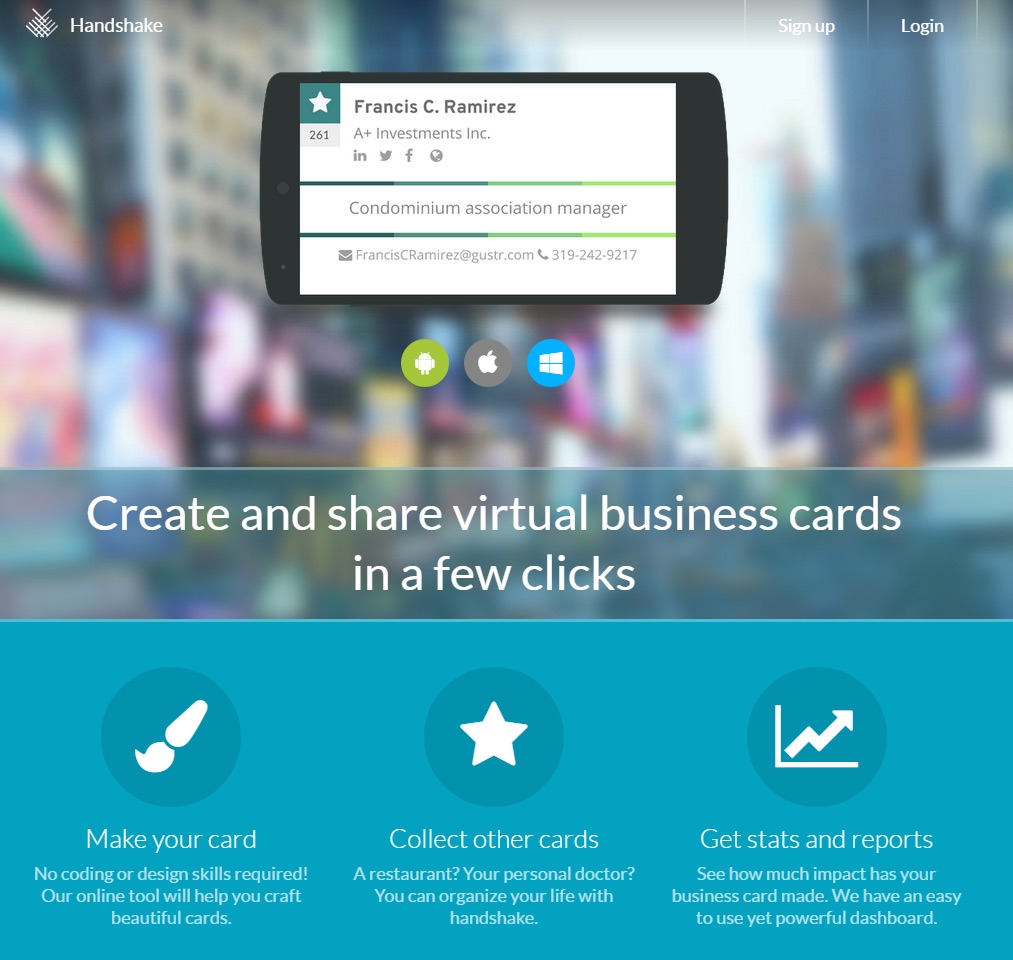 Handshake
Sign up
Login
Francis C. Ramirez
261
A+ Investments Inc.
Condominium association manager
FrancisCRamirez@gustr.com 319-242-9217
Create and share virtual business cards
in a few clicks
Make your card
No coding or design skills required!
Our online tool will help you craft
beautiful cards.
Collect other cards
A restaurant? Your personal doctor?
You can organize your life with
handshake.
Get stats and reports
See how much impact has your
business card made. We have an easy
to use yet powerful dashboard.